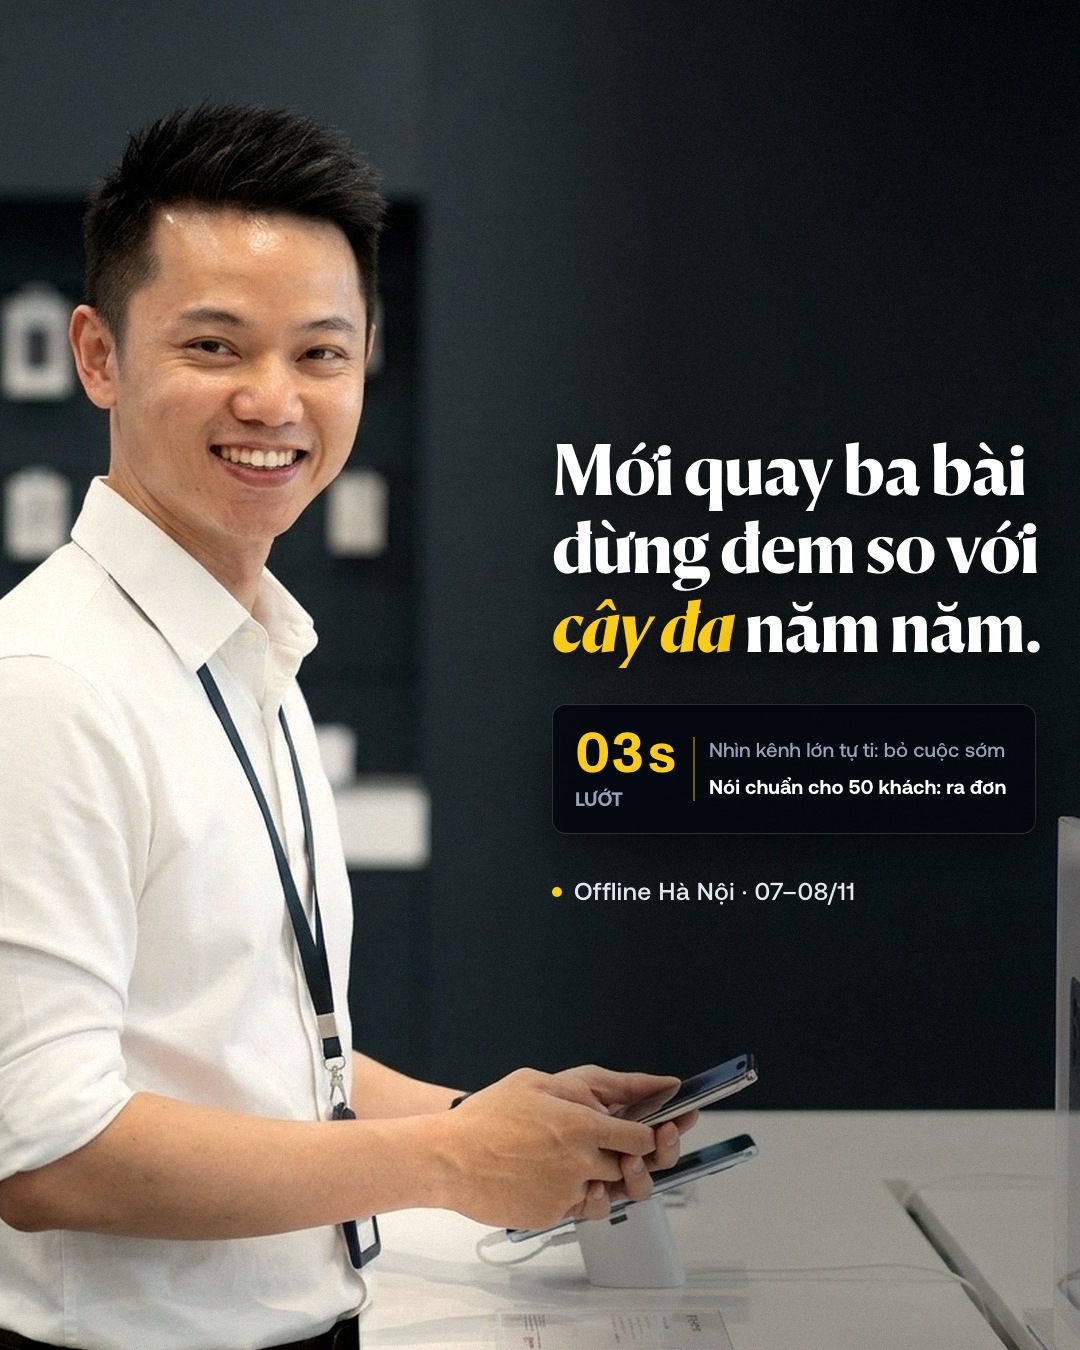 Mới quay ba bài
đừng đem so với
cây đa năm năm.
03s
LƯỚT
Nhìn kênh lớn tự ti: bỏ cuộc sớm
Nói chuẩn cho 50 khách: ra đơn
Offline Hà Nội · 07–08/11